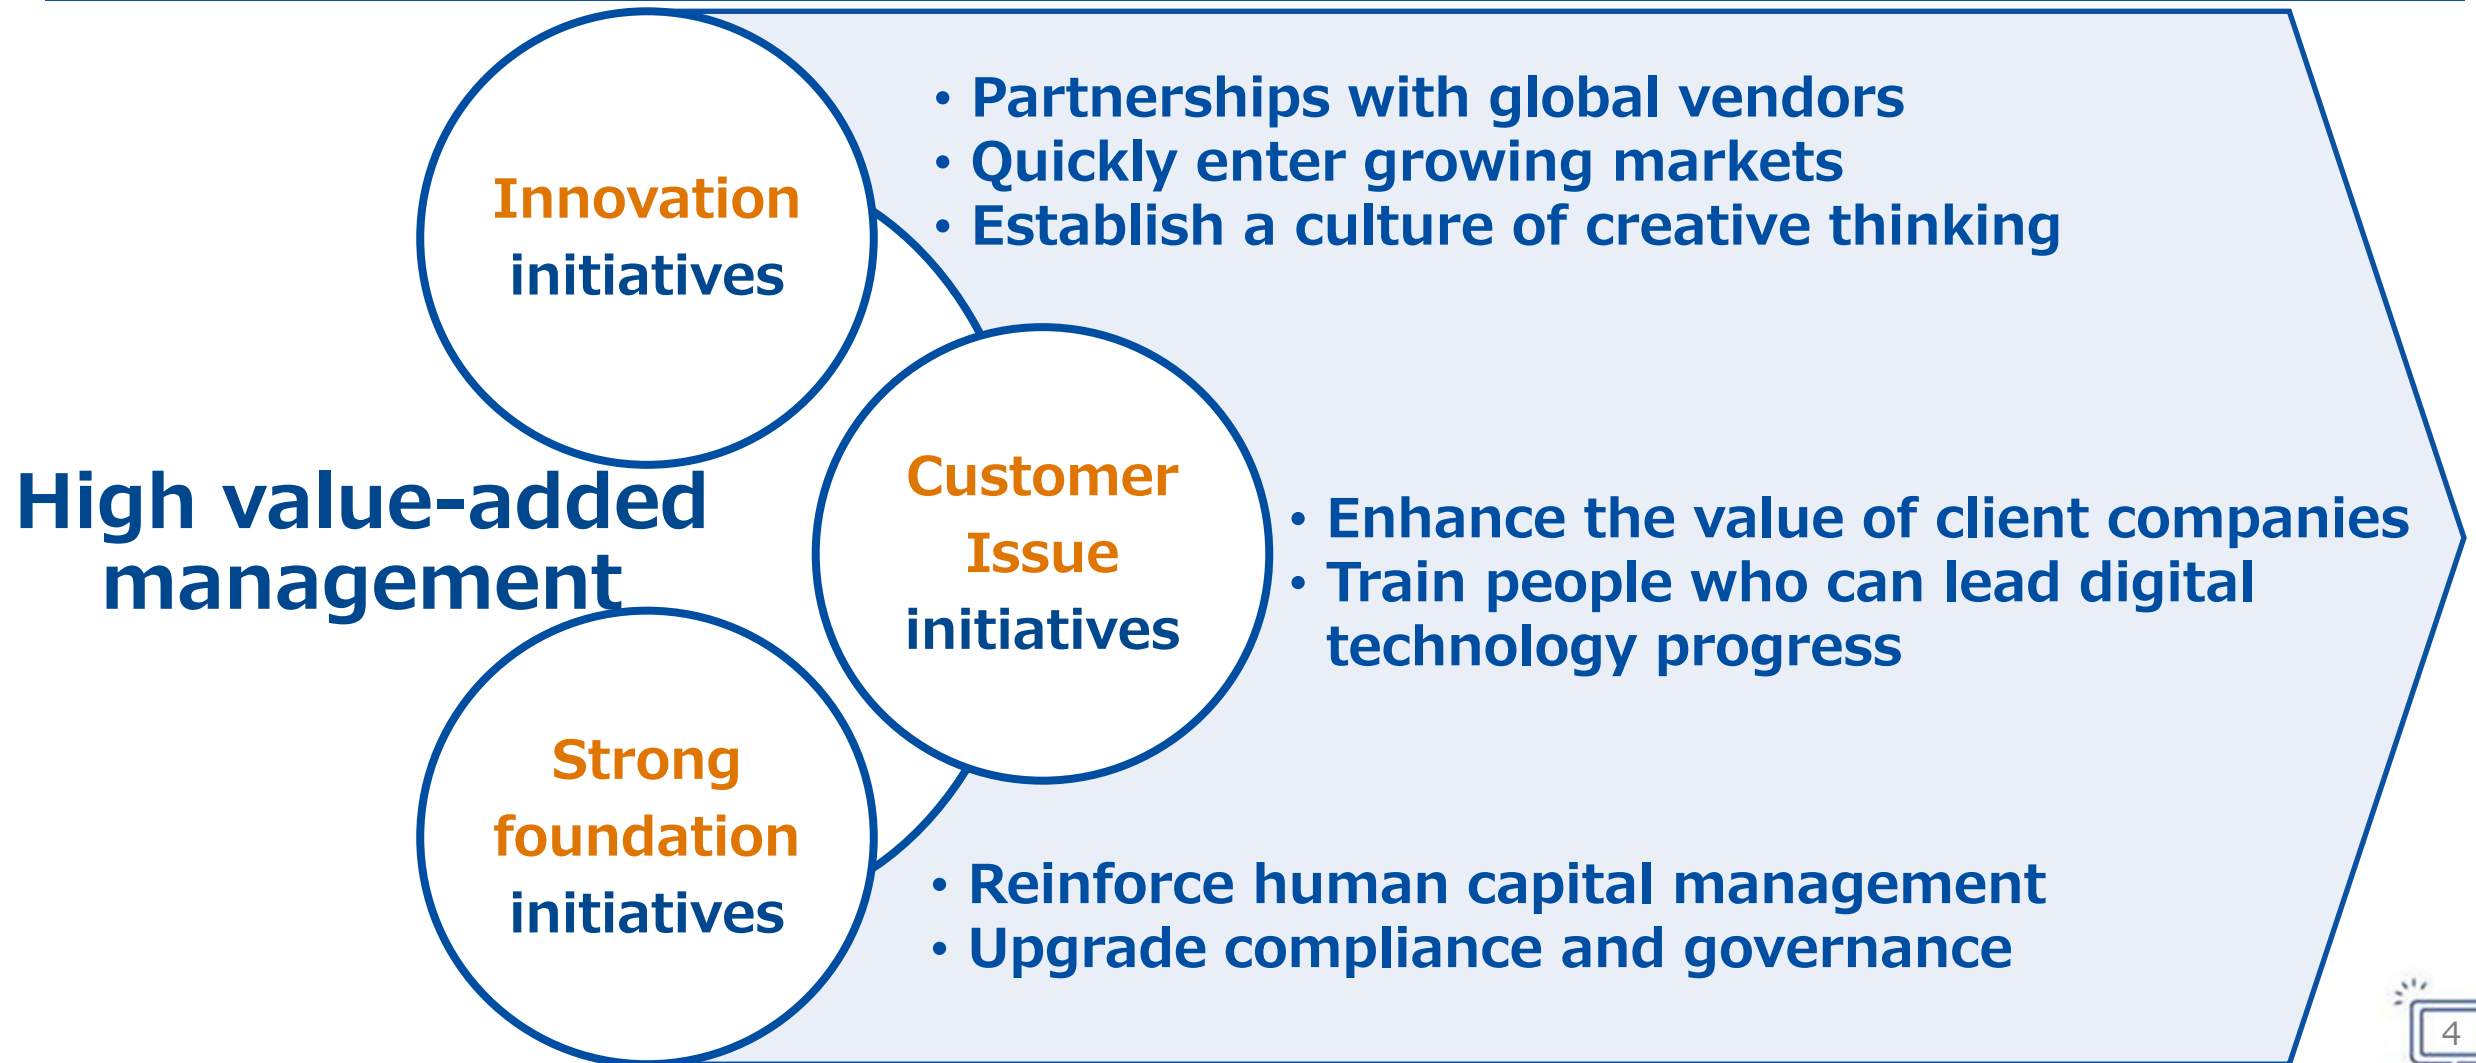 High value-added
management
Innovation
initiatives
• Partnerships with global vendors
• Quickly enter growing markets
• Establish a culture of creative thinking
Customer
Issue
initiatives
• Enhance the value of client companies
• Train people who can lead digital
technology progress
Strong
foundation
initiatives
• Reinforce human capital management
• Upgrade compliance and governance
4